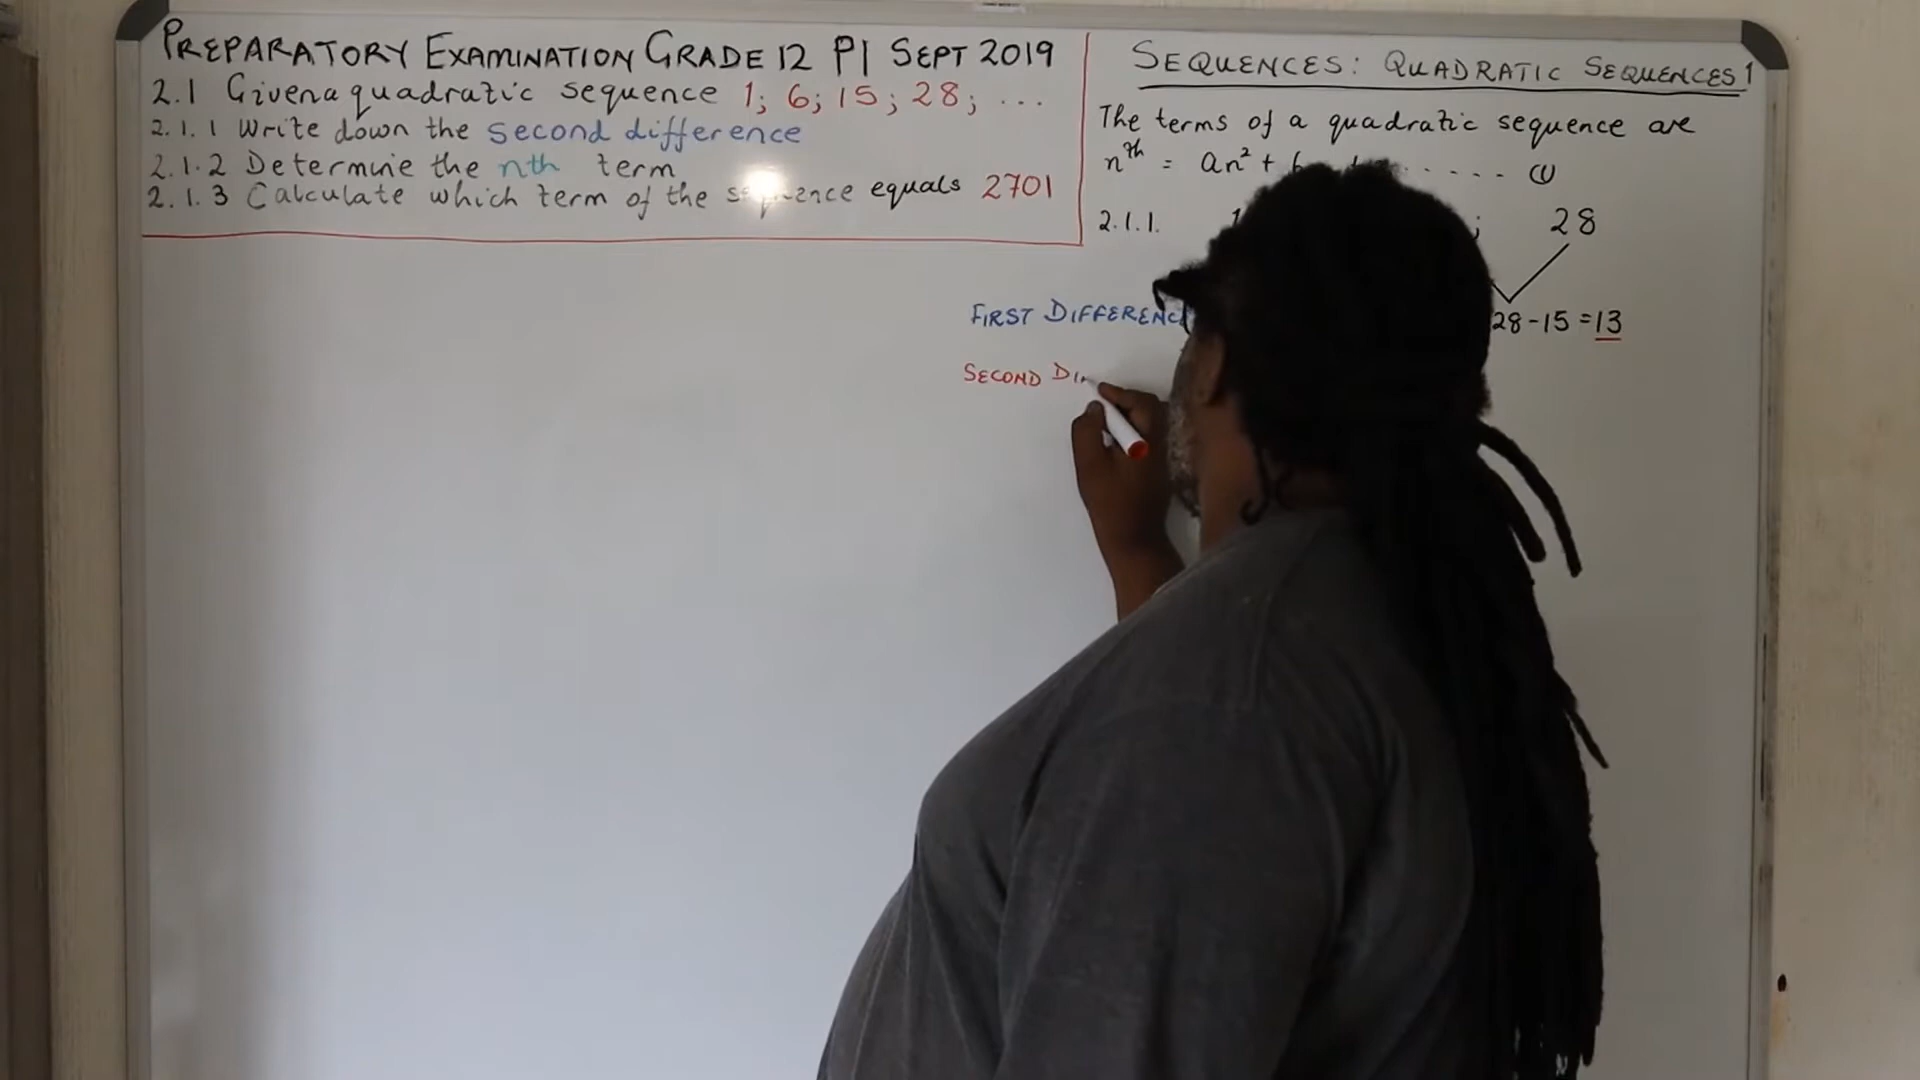 PREPARATORY EXAMINATION GRADE 12 P1 SEPT 2019
2.1 Given a quadratic sequence 1; 6; 15; 28; ...
2.1.1 Write down the second difference
2.1.2 Determine the nth term
2.1.3 Calculate which term of the sequence equals 2701
SEQUENCES: QUADRATIC SEQUENCES 1
The terms of a quadratic sequence are
nth = an² + ..... (1)
2.1.1. 1 ; 28
FIRST DIFFERENC
28-15 = 13
SECOND DI